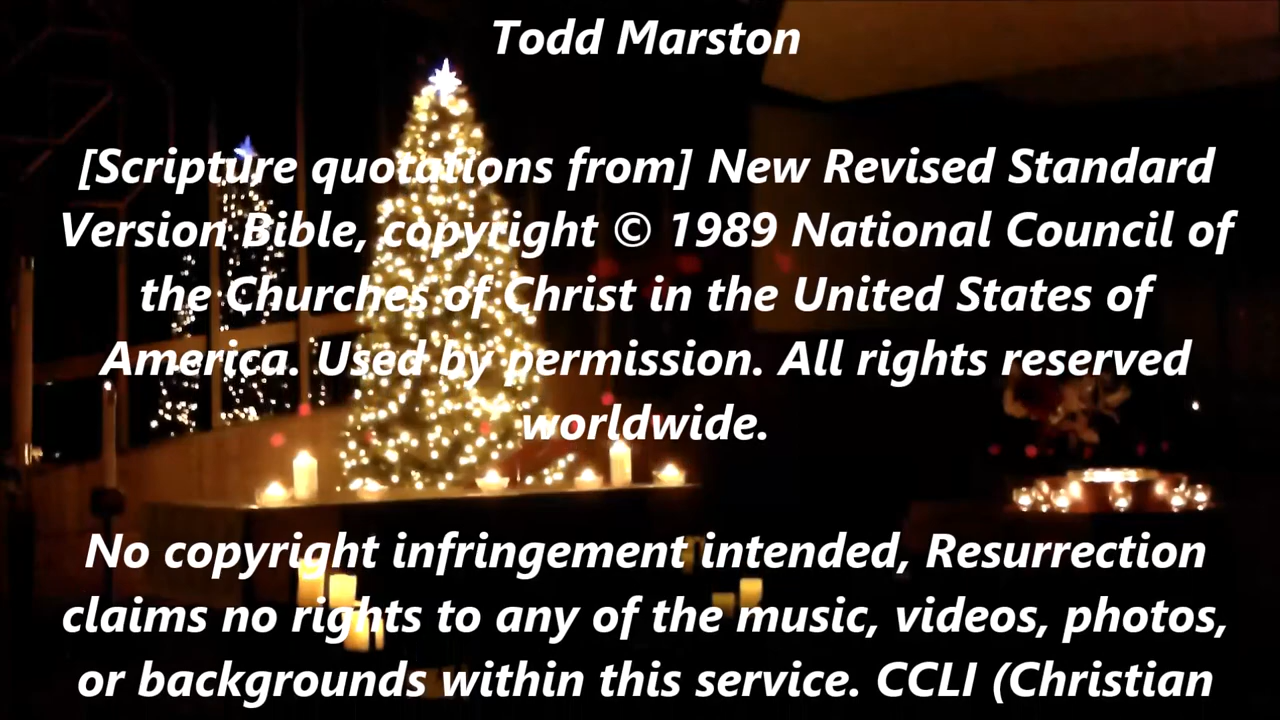 Todd Marston
[Scripture quotations from] New Revised Standard
Version Bible, copyright © 1989 National Council of
the Churches of Christ in the United States of
America. Used by permission. All rights reserved
worldwide.
No copyright infringement intended, Resurrection
claims no rights to any of the music, videos, photos,
or backgrounds within this service. CCLI (Christian